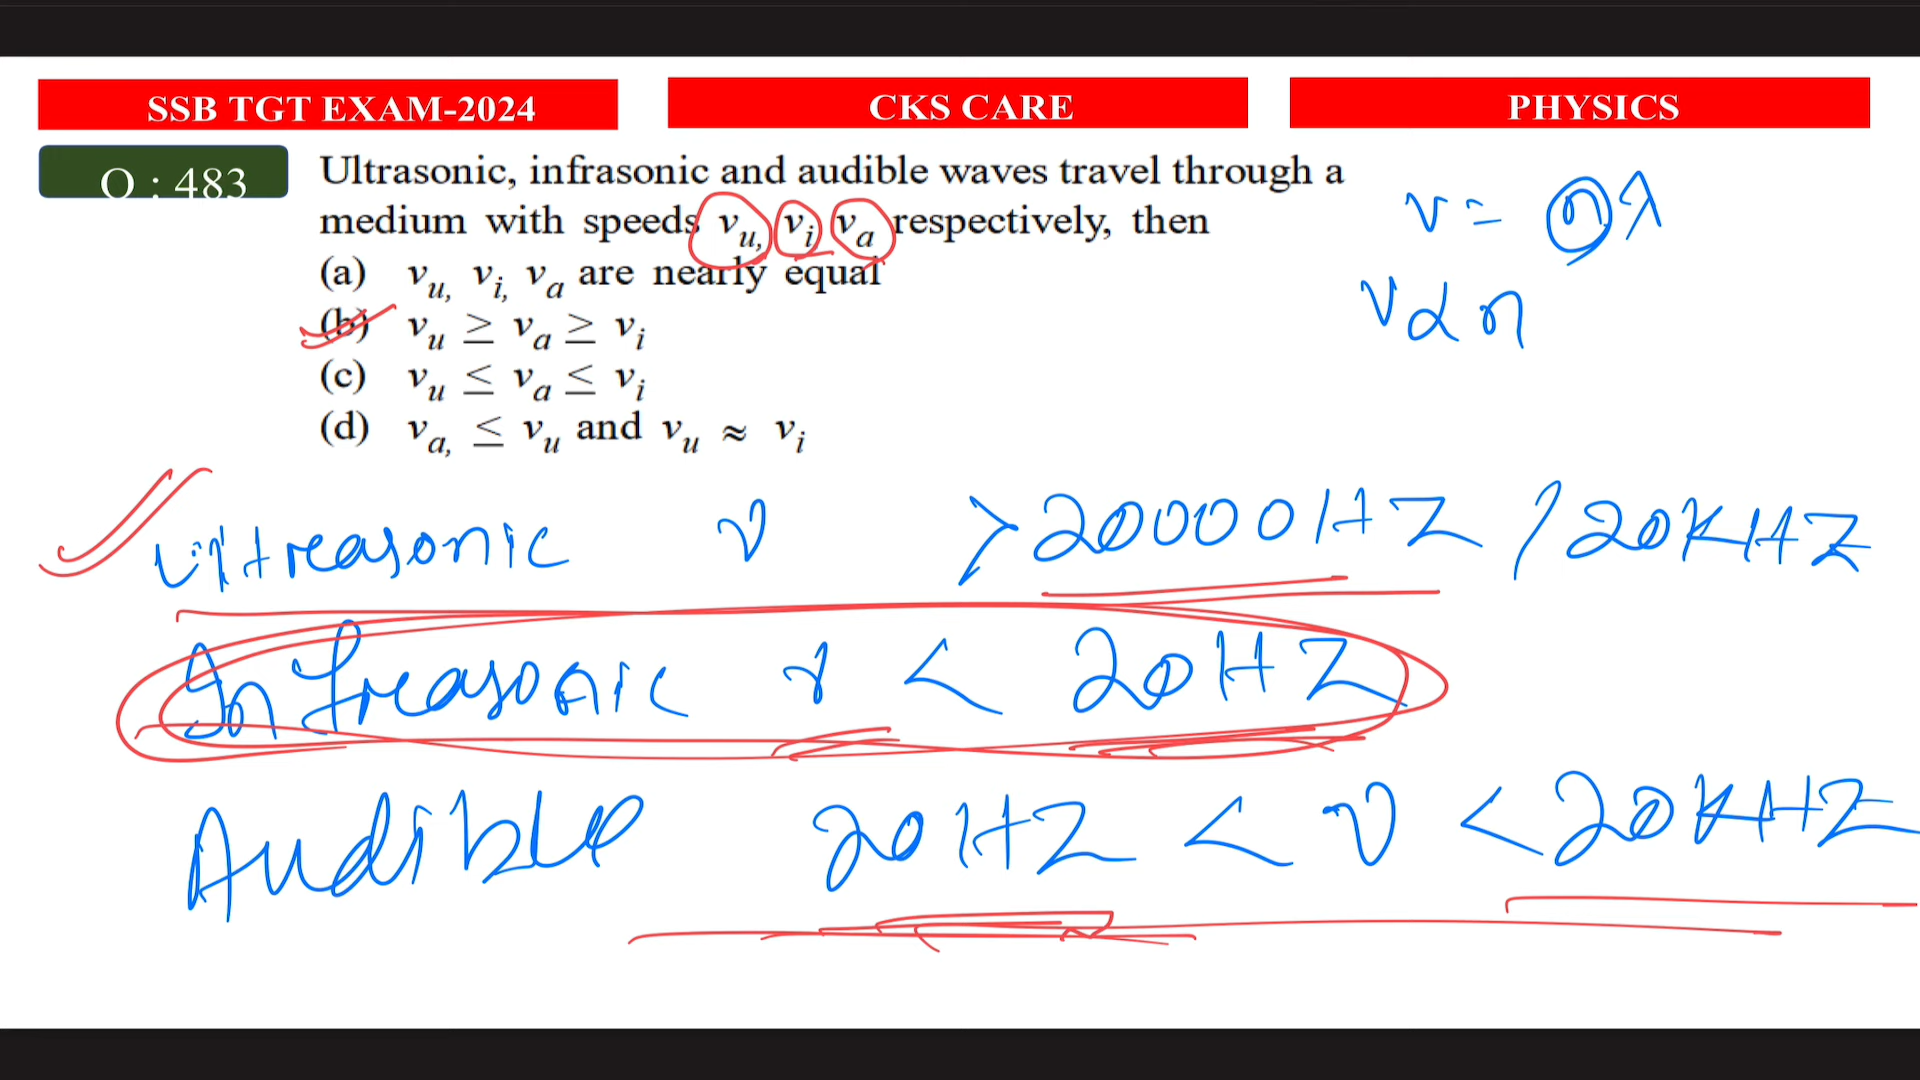 SSB TGT EXAM-2024
CKS CARE
PHYSICS
Q : 483
Ultrasonic, infrasonic and audible waves travel through a
medium with speeds vu, vi va respectively, then
(a) vu, vi, va are nearly equal
(b) vu ≥ va ≥ vi
(c) vu ≤ va ≤ vi
(d) va, ≤ vu and vu ≈ vi
v = nλ
v α n
Ultreasonic ν > 20000HZ / 20KHZ
Infreasonic ν < 20HZ
Audible 20HZ < ν < 20KHZ